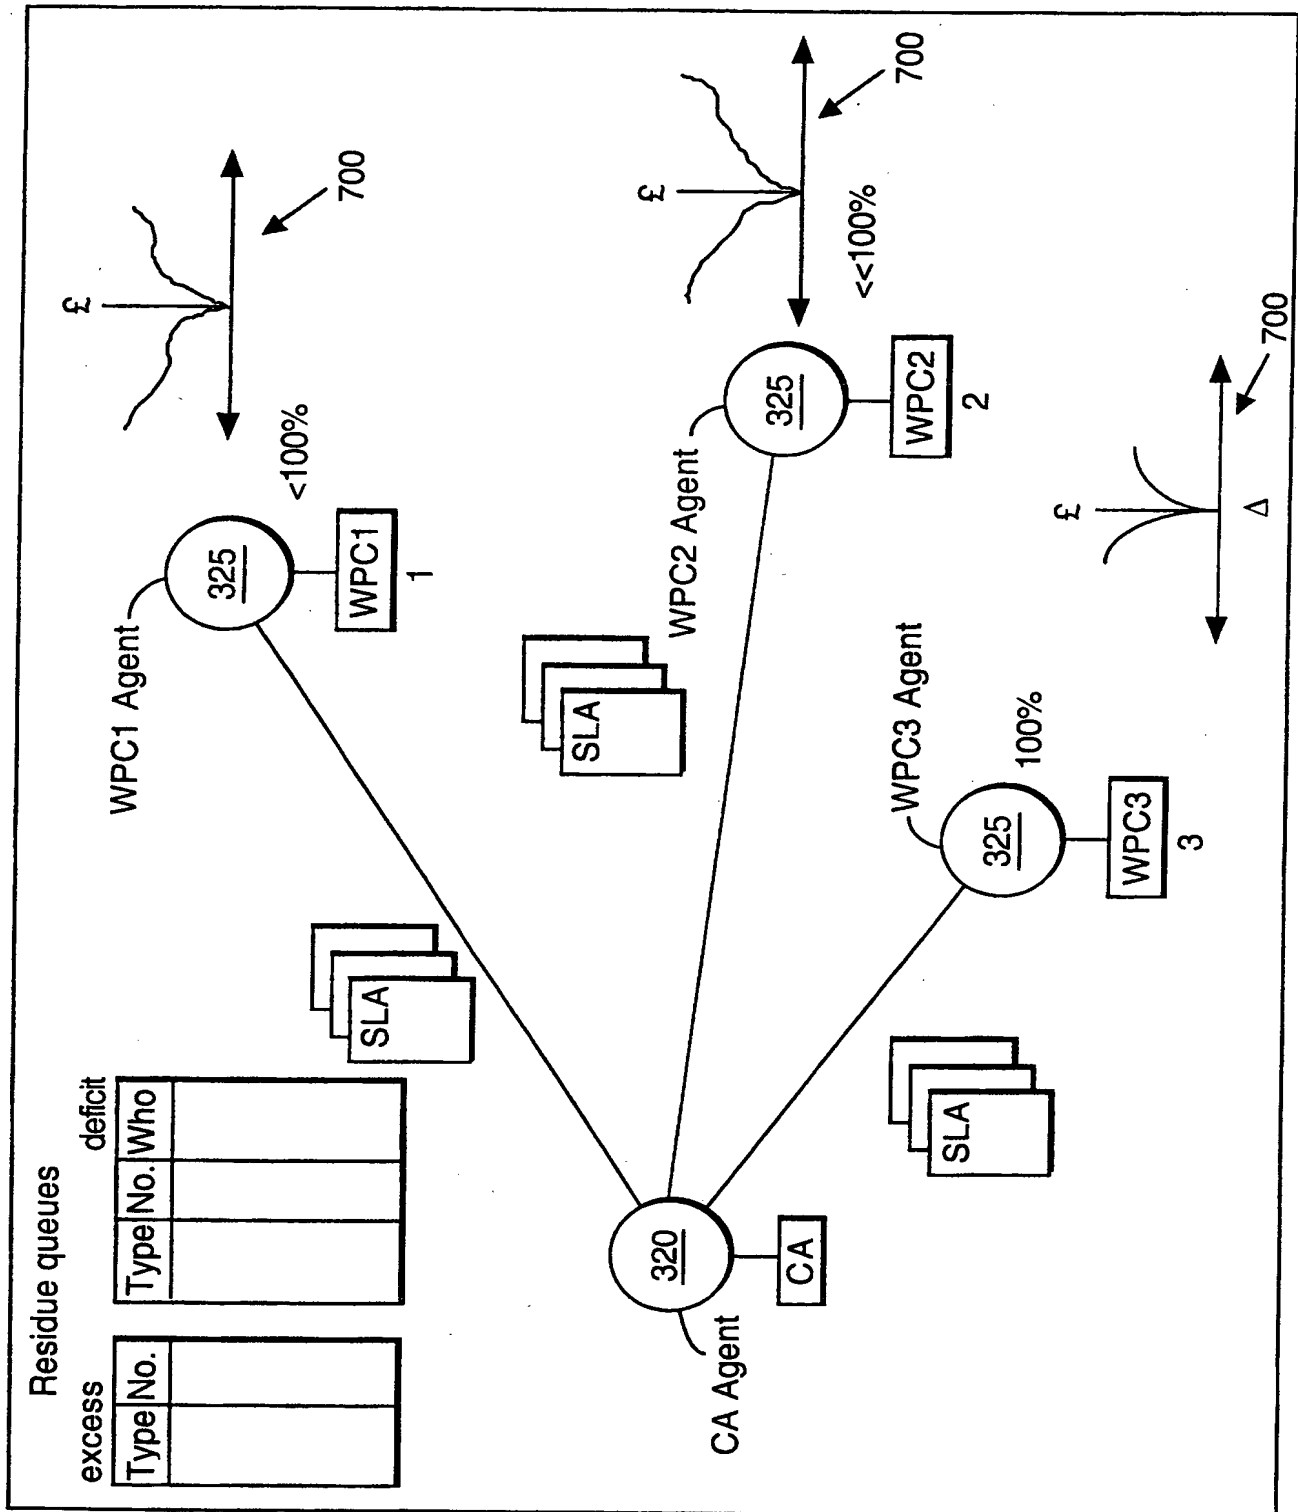 Residue queues
excess
deficit
Type No.
Type No. Who
SLA
SLA
SLA
CA Agent
320
CA
WPC1 Agent
325
<100%
WPC1
1
£
700
WPC2 Agent
325
<<100%
WPC2
2
£
700
WPC3 Agent
325
100%
WPC3
3
£
Δ
700